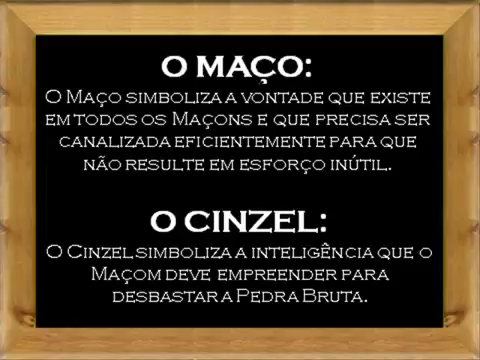 O MAÇO:
O MAÇO SIMBOLIZA A VONTADE QUE EXISTE
EM TODOS OS MAÇONS E QUE PRECISA SER
CANALIZADA EFICIENTEMENTE PARA QUE
NÃO RESULTE EM ESFORÇO INÚTIL.
O CINZEL:
O CINZEL SIMBOLIZA A INTELIGÊNCIA QUE O
MAÇOM DEVE EMPREENDER PARA
DESBASTAR A PEDRA BRUTA.